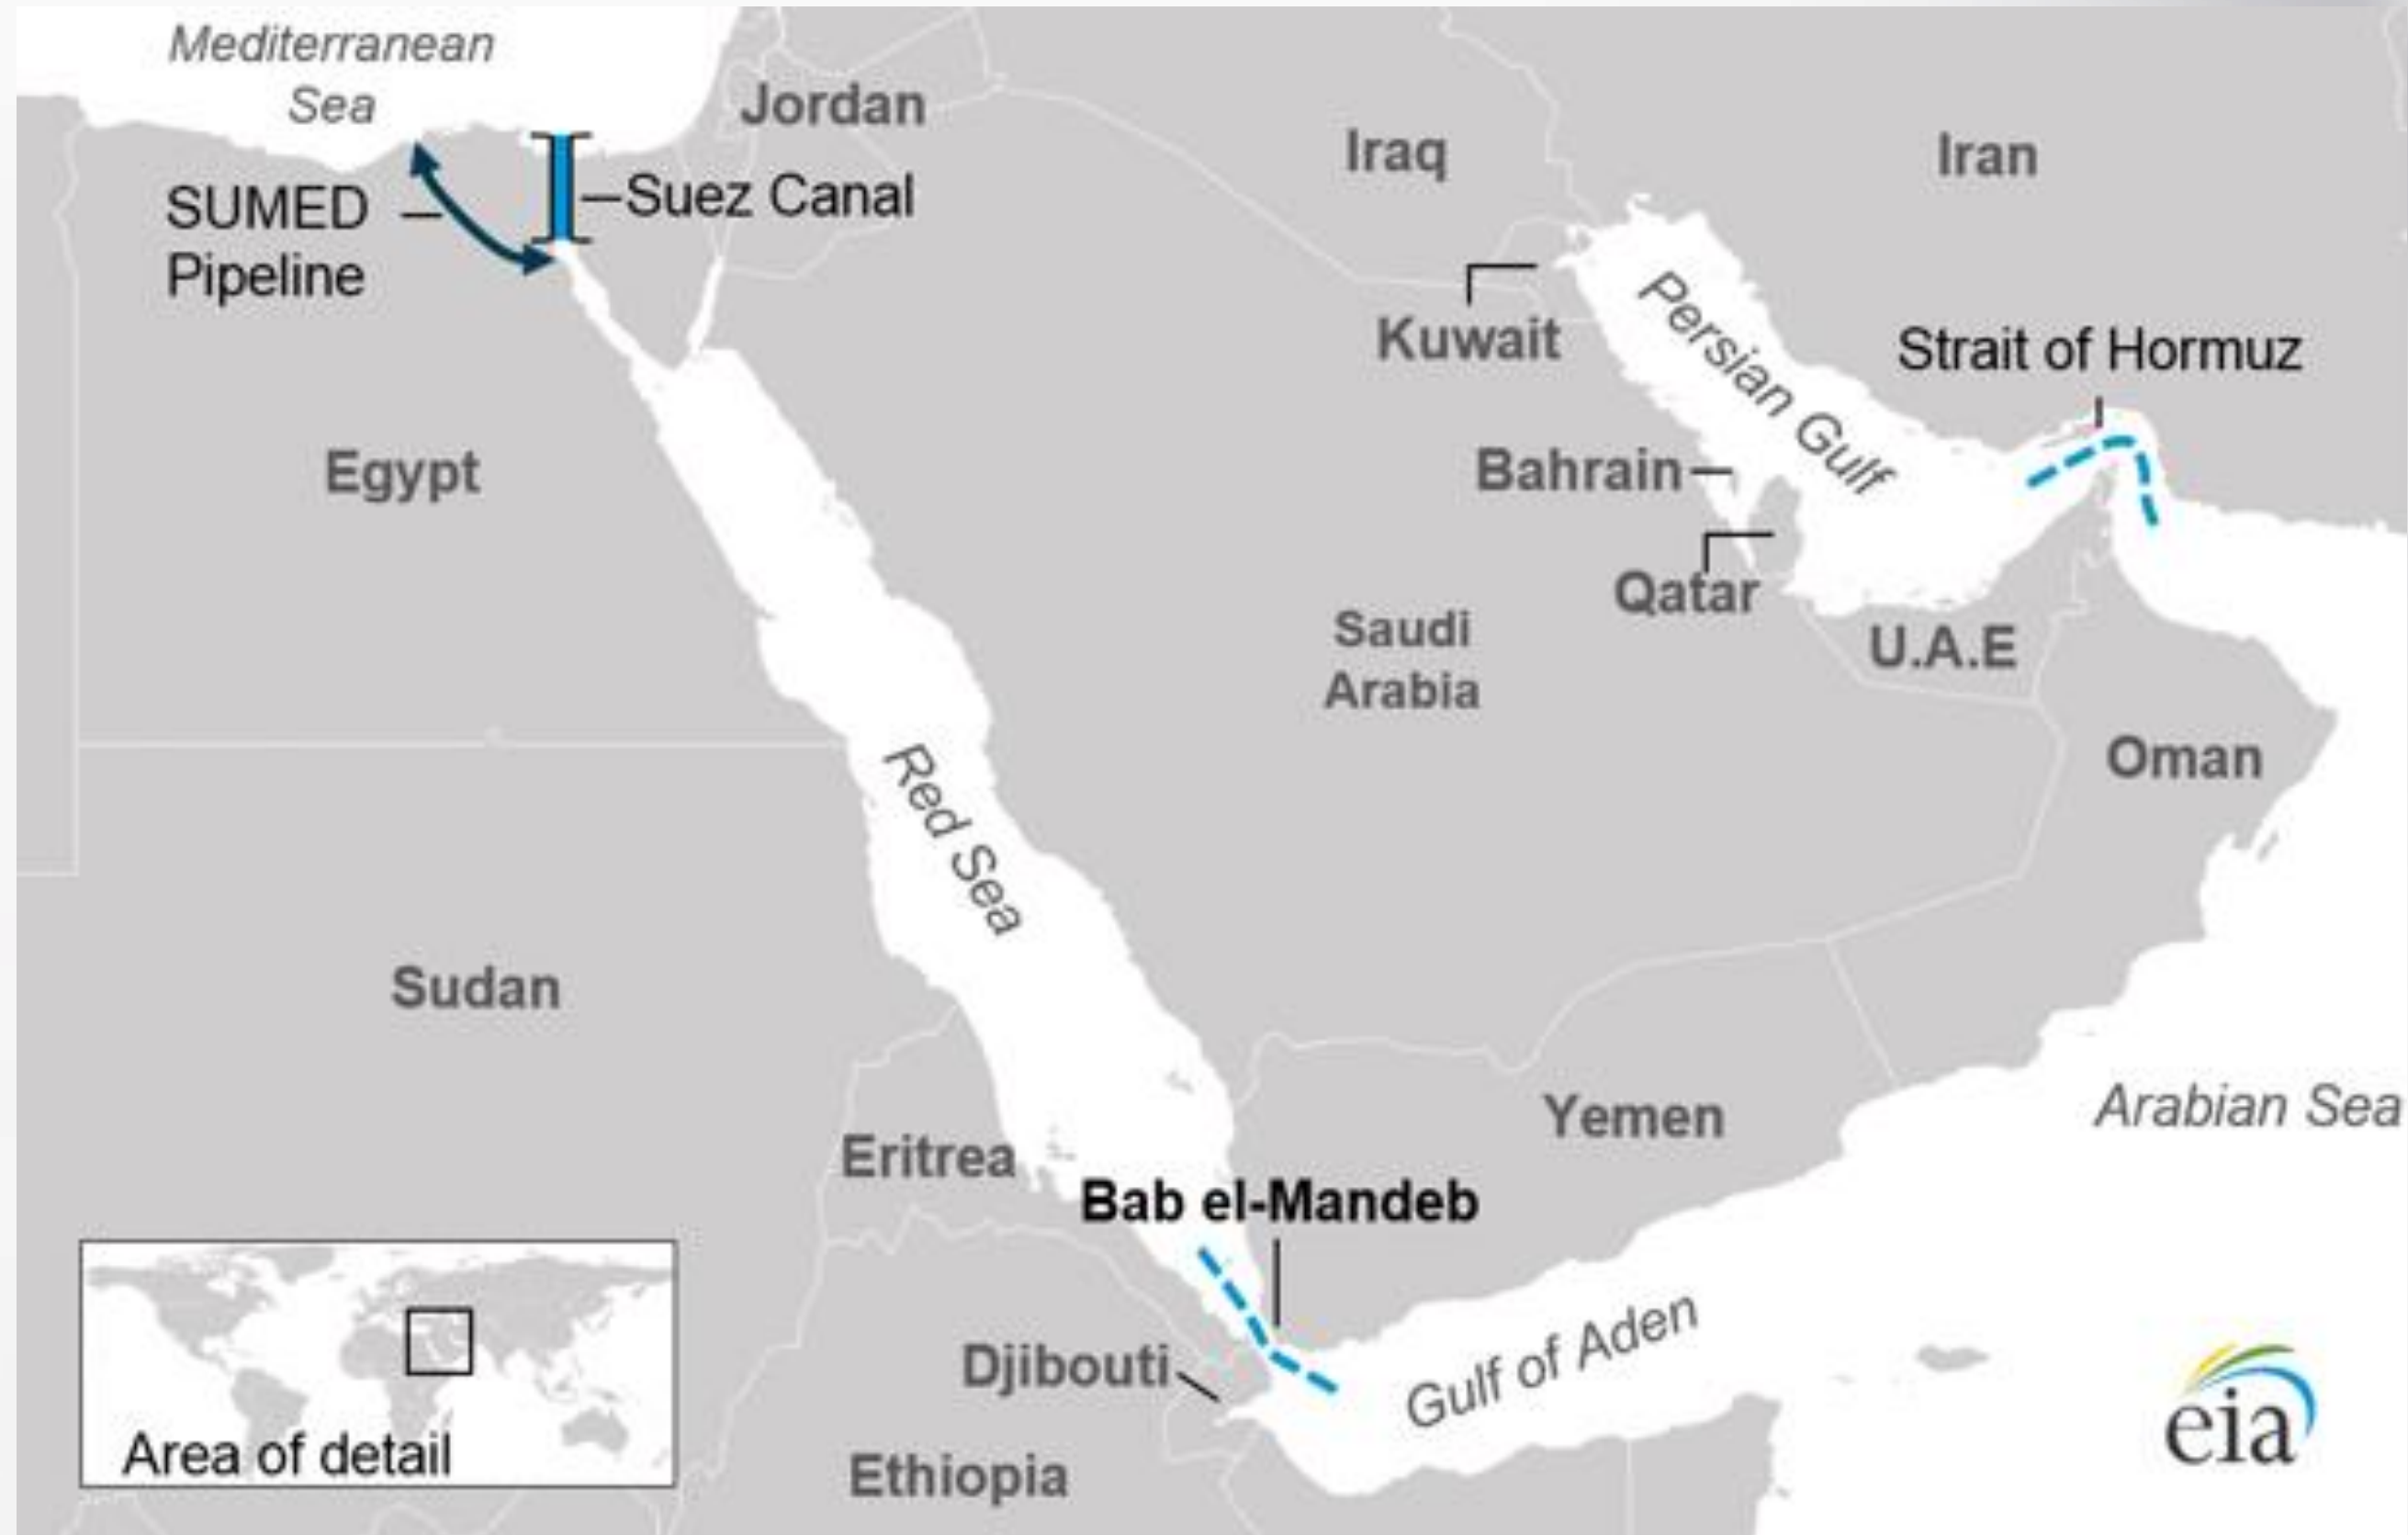 Mediterranean
Sea
Jordan
Iraq
Iran
SUMED
Pipeline
Suez Canal
Kuwait
Persian Gulf
Strait of Hormuz
Egypt
Bahrain
Qatar
Saudi
Arabia
U.A.E
Oman
Red Sea
Sudan
Eritrea
Yemen
Arabian Sea
Bab el-Mandeb
Djibouti
Gulf of Aden
Ethiopia
Area of detail
eia